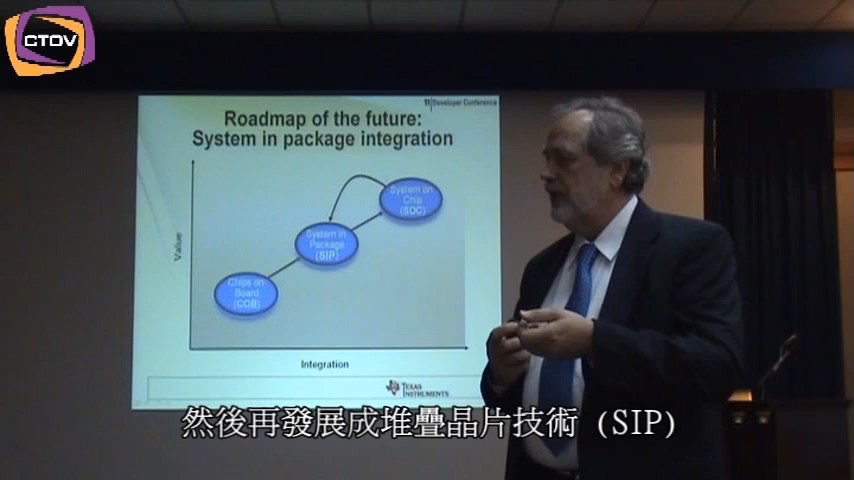 CTOV
TI Developer Conference
Roadmap of the future:
System in package integration
Value
System on
Chip
(SOC)
System in
Package
(SIP)
Chips on
Board
(COB)
Integration
TEXAS
INSTRUMENTS
然後再發展成堆疊晶片技術 (SIP)